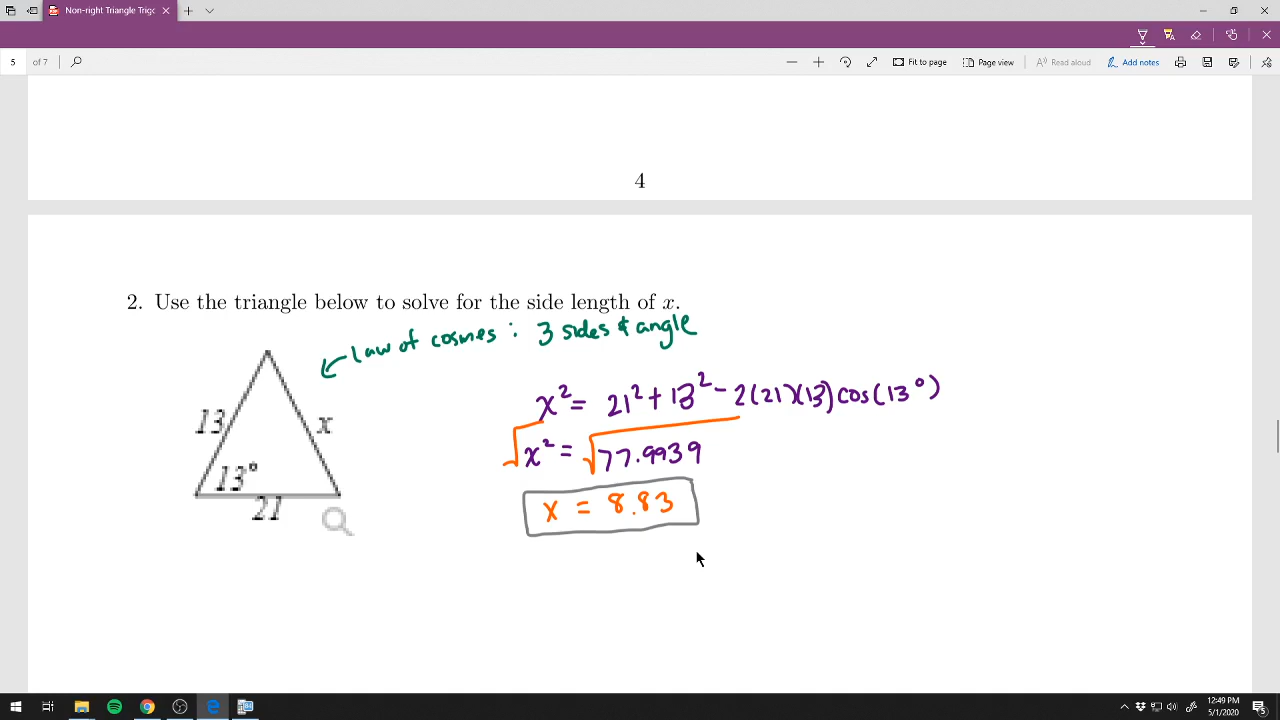 Non-right Triangle Trigo
5 of 7
Fit to page
Page view
Read aloud
Add notes
4
2. Use the triangle below to solve for the side length of x.
law of cosines : 3 sides & angle
13
x
13°
21
x² = 21² + 13² - 2(21)(13)cos(13°)
√x² = √77.9939
x = 8.83
12:49 PM
5/1/2020